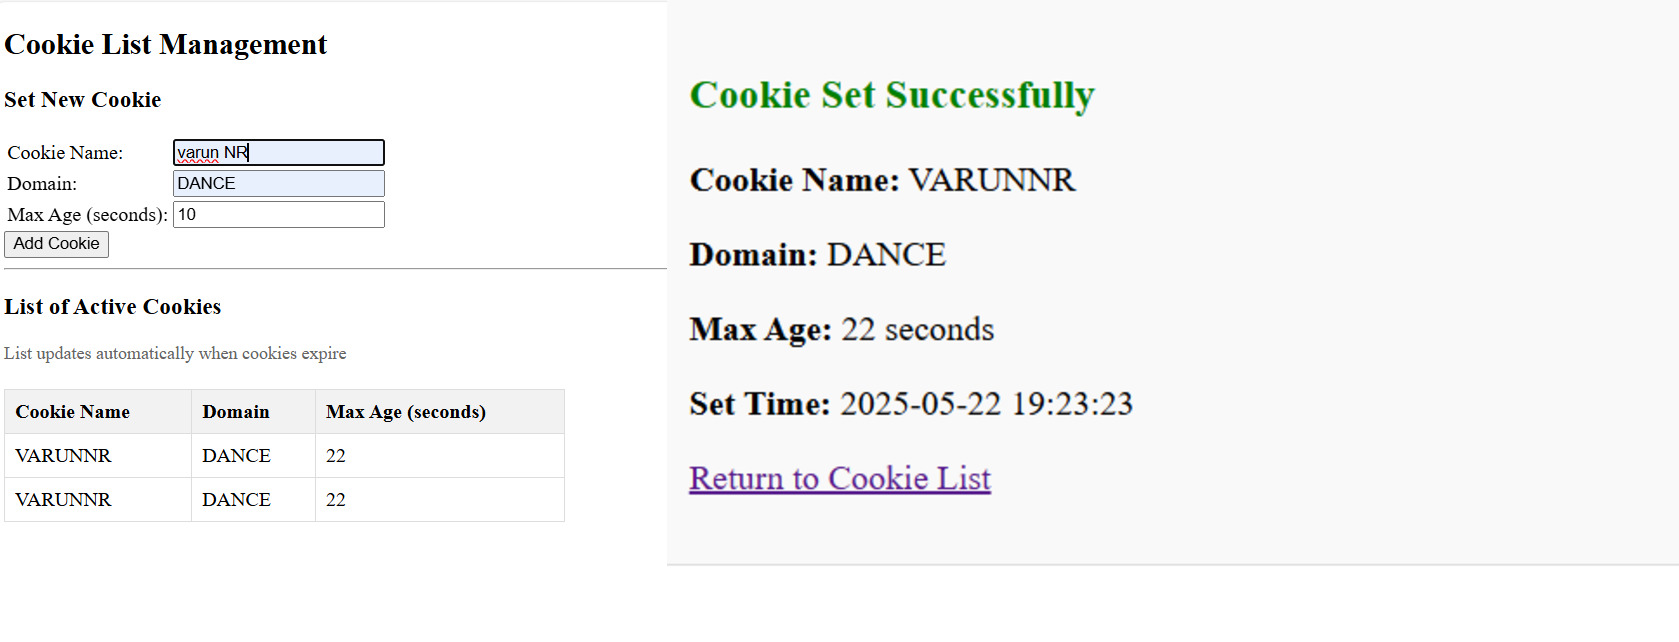 Cookie List Management
Set New Cookie
Cookie Name: varun NR
Domain: DANCE
Max Age (seconds): 10
Add Cookie
List of Active Cookies
List updates automatically when cookies expire
Cookie Name Domain Max Age (seconds)
VARUNNR DANCE 22
VARUNNR DANCE 22
Cookie Set Successfully
Cookie Name: VARUNNR
Domain: DANCE
Max Age: 22 seconds
Set Time: 2025-05-22 19:23:23
Return to Cookie List